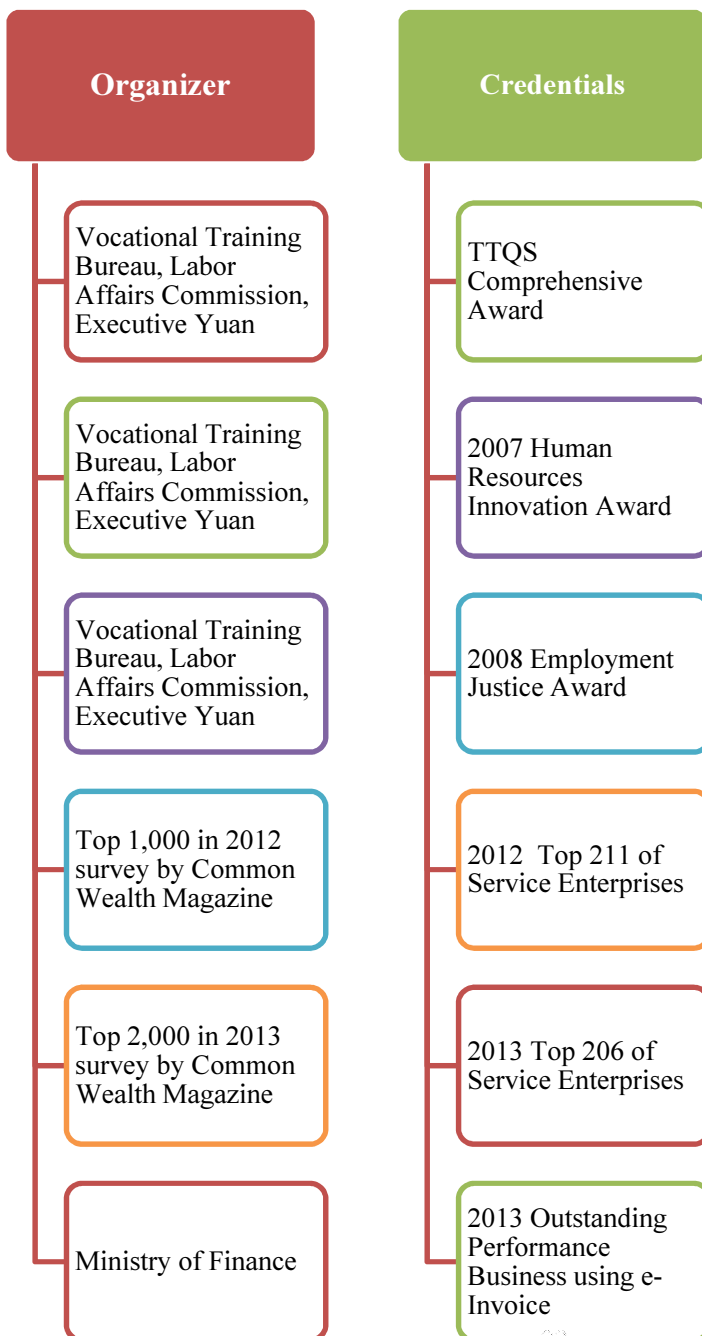 Organizer
Vocational Training
Bureau, Labor
Affairs Commission,
Executive Yuan
Vocational Training
Bureau, Labor
Affairs Commission,
Executive Yuan
Vocational Training
Bureau, Labor
Affairs Commission,
Executive Yuan
Top 1,000 in 2012
survey by Common
Wealth Magazine
Top 2,000 in 2013
survey by Common
Wealth Magazine
Ministry of Finance
Credentials
TTQS
Comprehensive
Award
2007 Human
Resources
Innovation Award
2008 Employment
Justice Award
2012  Top 211 of
Service Enterprises
2013 Top 206 of
Service Enterprises
2013 Outstanding
Performance
Business using e-
Invoice